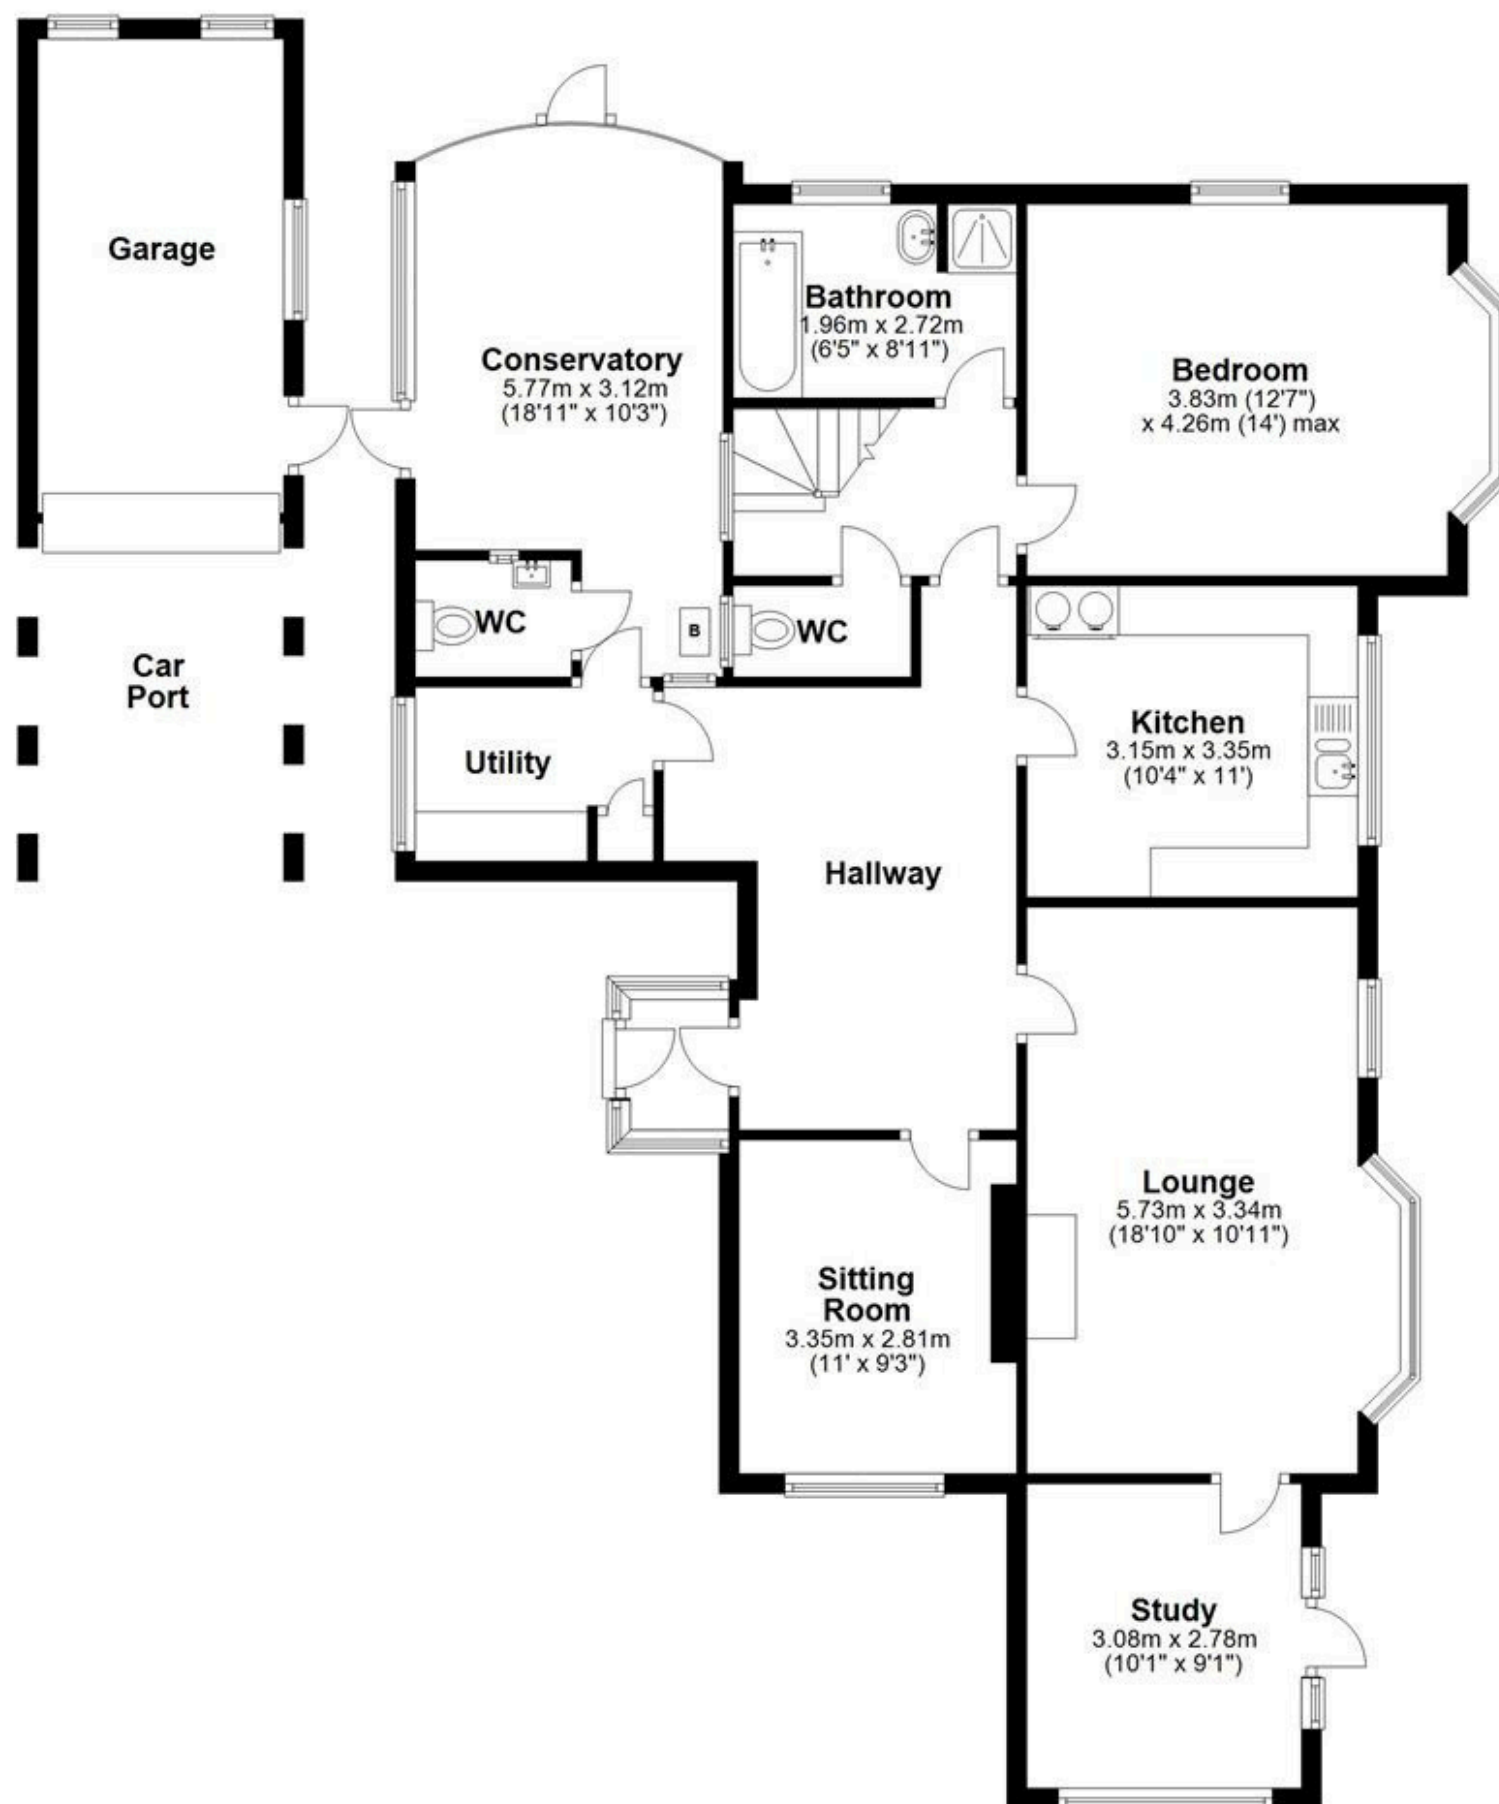 Garage
Conservatory
5.77m x 3.12m
(18'11" x 10'3")
Bathroom
1.96m x 2.72m
(6'5" x 8'11")
Bedroom
3.83m (12'7")
x 4.26m (14') max
WC
B
WC
Car
Port
Utility
Kitchen
3.15m x 3.35m
(10'4" x 11')
Hallway
Lounge
5.73m x 3.34m
(18'10" x 10'11")
Sitting
Room
3.35m x 2.81m
(11' x 9'3")
Study
3.08m x 2.78m
(10'1" x 9'1")